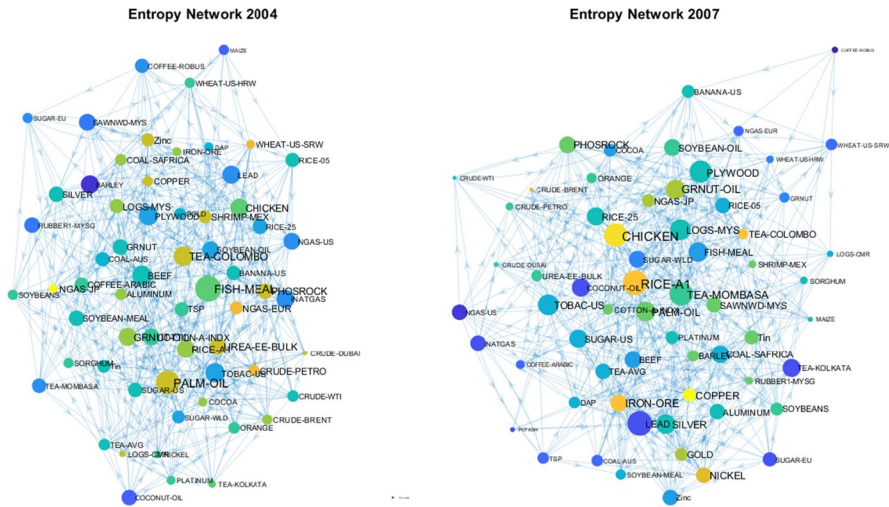 Entropy Network 2004
MAIZE
COFFEE-ROBUS
WHEAT-US-HRW
SUGAR-EU
SAWNWD-MYS
Zinc
DAP
WHEAT-US-SRW
IRON-ORE
COAL-SAFRICA
RICE-05
LEAD
COPPER
BARLEY
SILVER
LOGS-MYS
CHICKEN
GOLD
PLYWOOD
SHRIMP-MEX
RUBBER1-MYSG
RICE-25
NGAS-US
GRNUT
SOYBEAN-OIL
TEA-COLOMBO
COAL-AUS
BEEF
BANANA-US
COFFEE-ARABIC
NGAS-JP
FISH-MEAL
PHOSROCK
SOYBEANS
ALUMINUM
INATGAS
TSP
NGAS-EUR
SOYBEAN-MEAL
GRNUT-OIL
COTTON-A-INDX
RICE-A1
UREA-EE-BULK
CRUDE-DUBAI
SORGHUM
Tin
TOBAC-US
CRUDE-PETRO
TEA-MOMBASA
PALM-OIL
SUGAR-US
CRUDE-WTI
COCOA
SUGAR-WLD
CRUDE-BRENT
ORANGE
TEA-AVG
LOGS-CMR
NICKEL
PLATINUM
TEA-KOLKATA
COCONUT-OIL
Entropy Network 2007
COFFEE-ROBUS
BANANA-US
NGAS-EUR
PHOSROCK
COCOA
SOYBEAN-OIL
WHEAT-US-SRW
WHEAT-US-HRW
PLYWOOD
CRUDE-WTI
ORANGE
CRUDE-BRENT
GRNUT-OIL
NGAS-JP
GRNUT
CRUDE-PETRO
RICE-05
RICE-25
LOGS-MYS
CHICKEN
TEA-COLOMBO
FISH-MEAL
LOGS-CMR
SUGAR-WLD
CRUDE-DUBAI
SHRIMP-MEX
UREA-EE-BULK
RICE-A1
COCONUT-OIL
SORGHUM
TEA-MOMBASA
TOBAC-US
SAWNWD-MYS
COTTON-A-INDX
PALM-OIL
NGAS-US
MAIZE
INATGAS
SUGAR-US
PLATINUM
Tin
BEEF
BARLEY
COAL-SAFRICA
COFFEE-ARABIC
TEA-AVG
TEA-KOLKATA
RUBBER1-MYSG
COPPER
DAP
IRON-ORE
ALUMINUM
SOYBEANS
LEAD
SILVER
POTASH
GOLD
TSP
COAL-AUS
SUGAR-EU
SOYBEAN-MEAL
NICKEL
Zinc